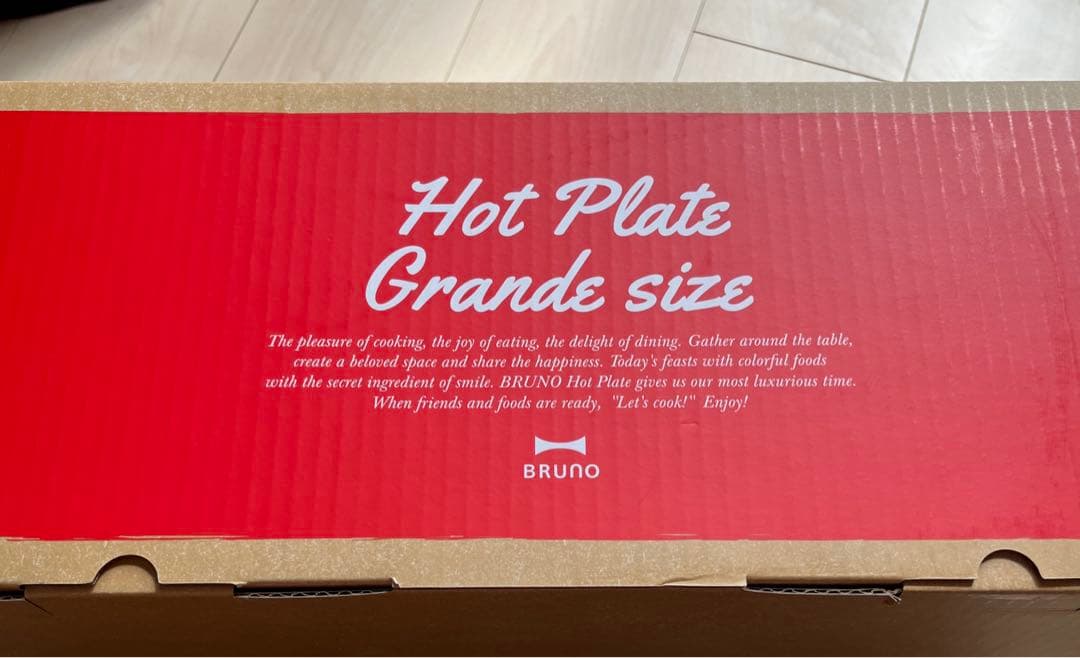 Hot Plate
Grande size
The pleasure of cooking, the joy of eating, the delight of dining. Gather around the table,
create a beloved space and share the happiness. Today's feasts with colorful foods
with the secret ingredient of smile. BRUNO Hot Plate gives us our most luxurious time.
When friends and foods are ready, "Let's cook!" Enjoy!
BRUNO